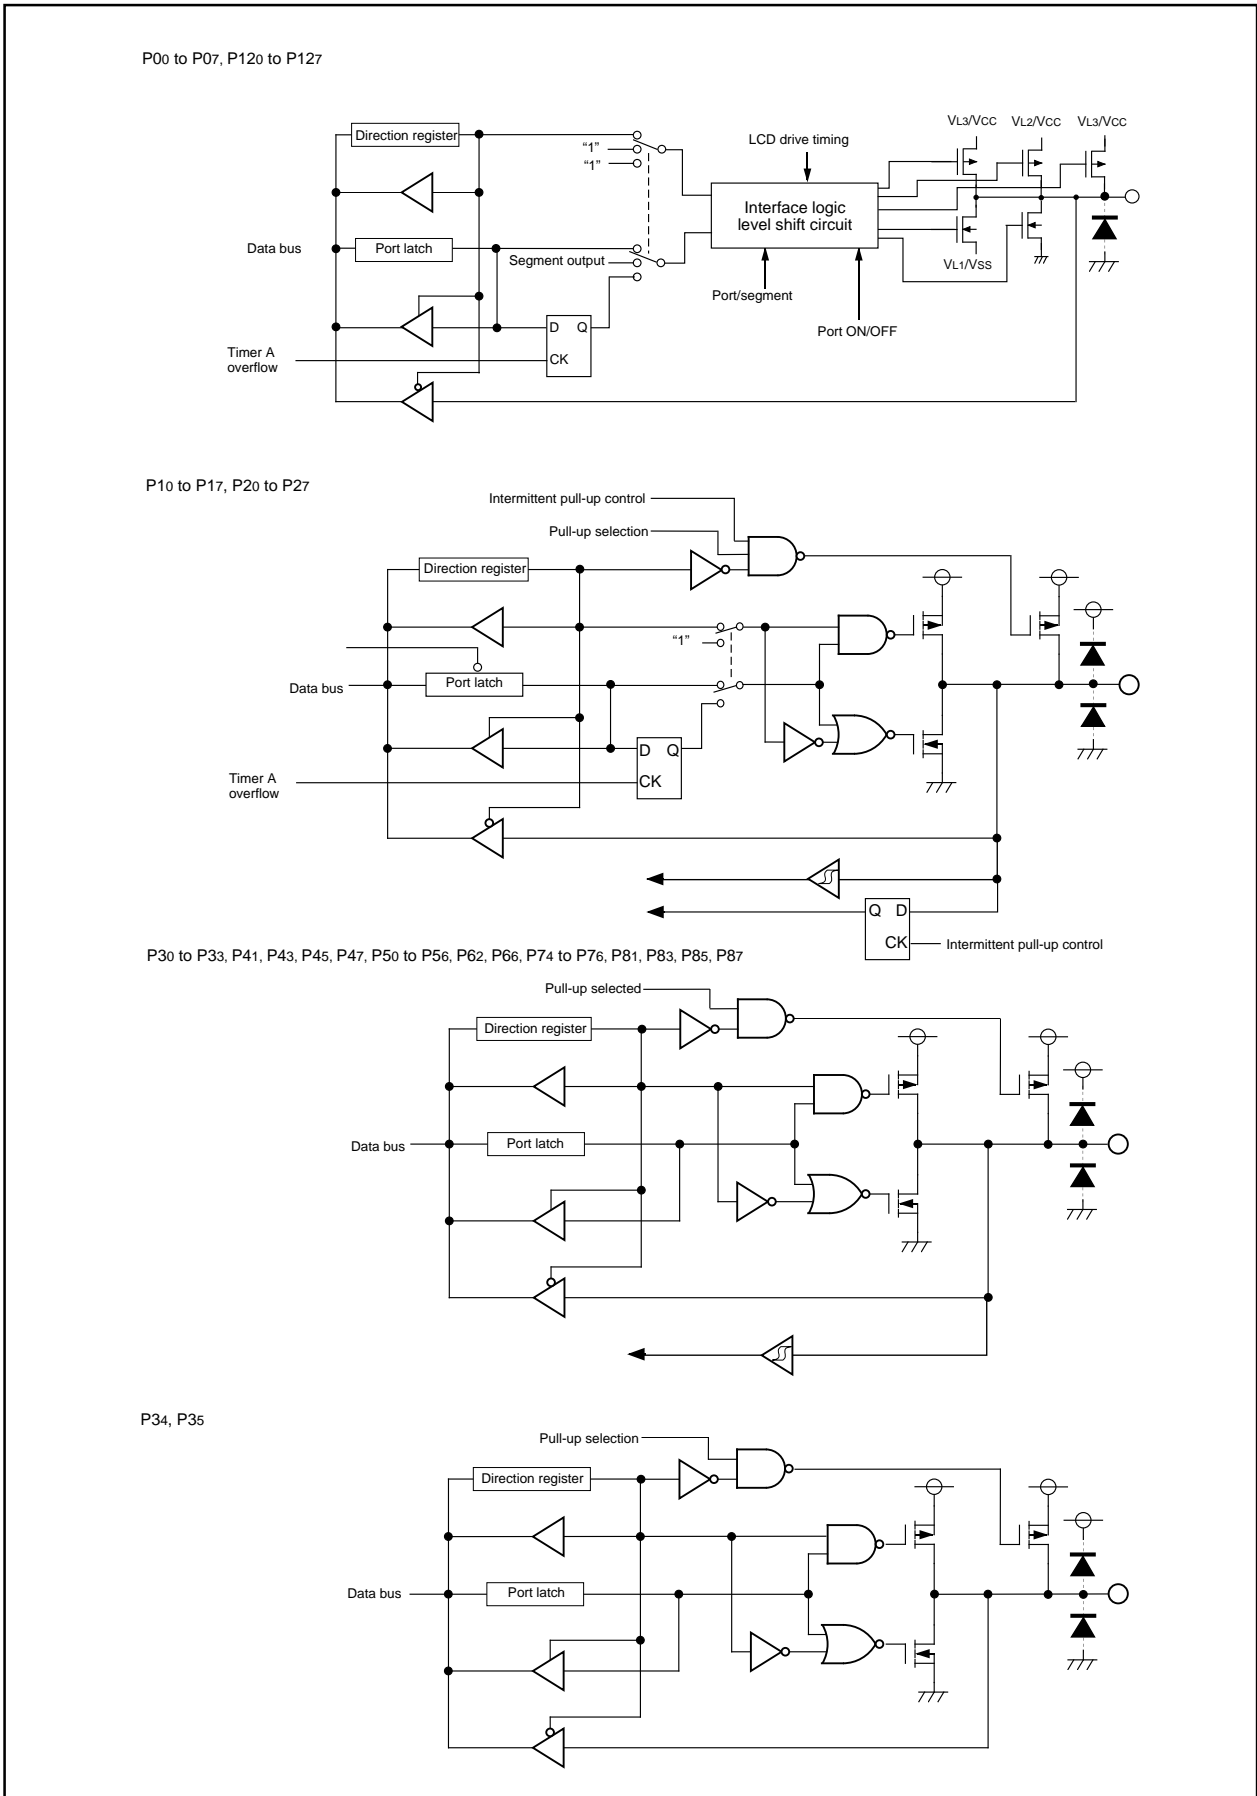 P00 to P07, P120 to P127
VL3/VCC VL2/VCC VL3/VCC
Direction register
LCD drive timing
“1”
“1”
Interface logic
level shift circuit
Data bus
Port latch
Segment output
VL1/VSS
Port/segment
Port ON/OFF
D Q
CK
Timer A
overflow
P10 to P17, P20 to P27
Intermittent pull-up control
Pull-up selection
Direction register
“1”
Data bus
Port latch
D Q
CK
Timer A
overflow
Q D
CK
Intermittent pull-up control
P30 to P33, P41, P43, P45, P47, P50 to P56, P62, P66, P74 to P76, P81, P83, P85, P87
Pull-up selected
Direction register
Data bus
Port latch
P34, P35
Pull-up selection
Direction register
Data bus
Port latch